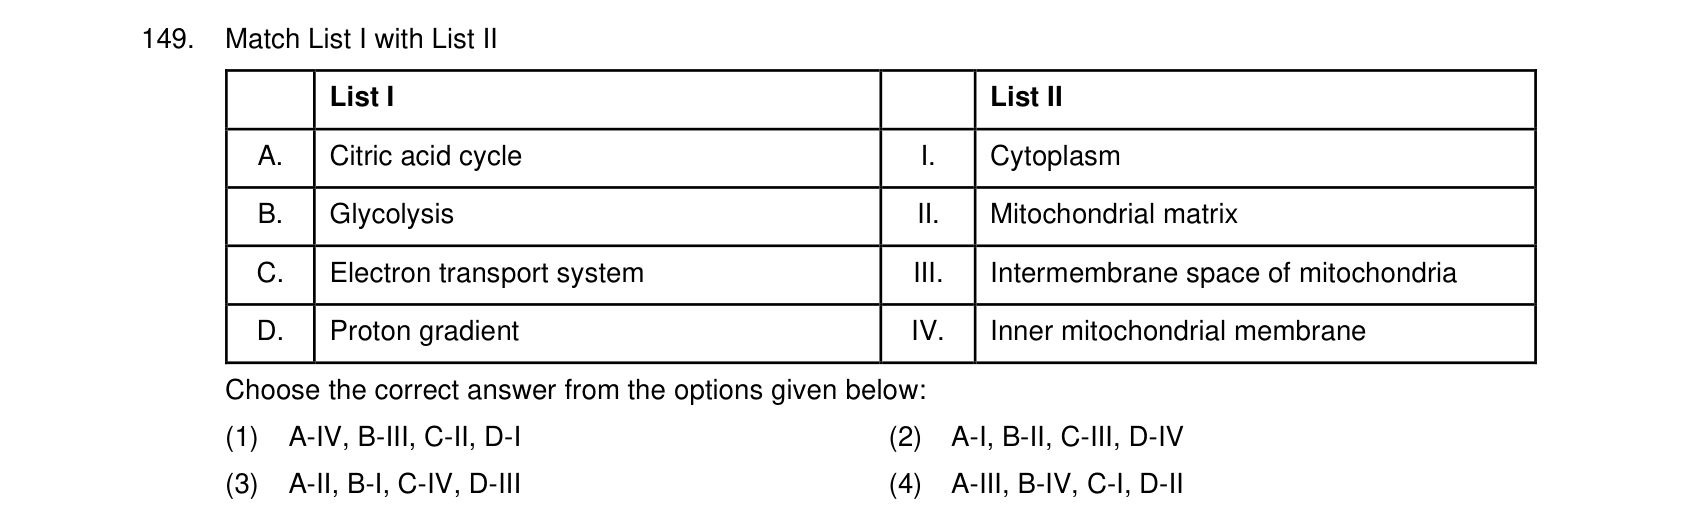 149. Match List I with List II
List I List II
A. Citric acid cycle I. Cytoplasm
B. Glycolysis II. Mitochondrial matrix
C. Electron transport system III. Intermembrane space of mitochondria
D. Proton gradient IV. Inner mitochondrial membrane
Choose the correct answer from the options given below:
(1) A-IV, B-III, C-II, D-I (2) A-I, B-II, C-III, D-IV
(3) A-II, B-I, C-IV, D-III (4) A-III, B-IV, C-I, D-II